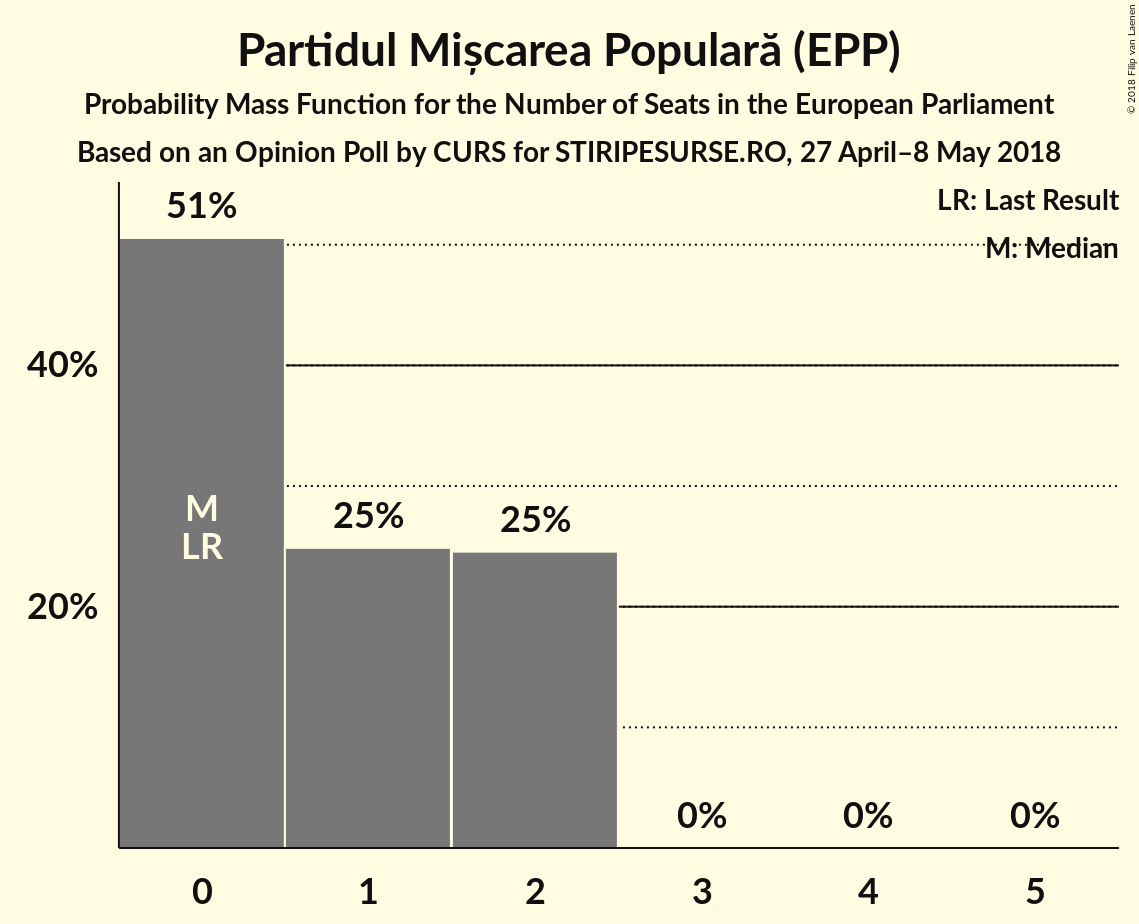 Partidul Mișcarea Populară (EPP)
Probability Mass Function for the Number of Seats in the European Parliament
Based on an Opinion Poll by CURS for STIRIPESURSE.RO, 27 April–8 May 2018
© 2018 Filip van Laenen
LR: Last Result
M: Median
51%
40%
M
LR
25%
25%
20%
0%
0%
0%
0
1
2
3
4
5